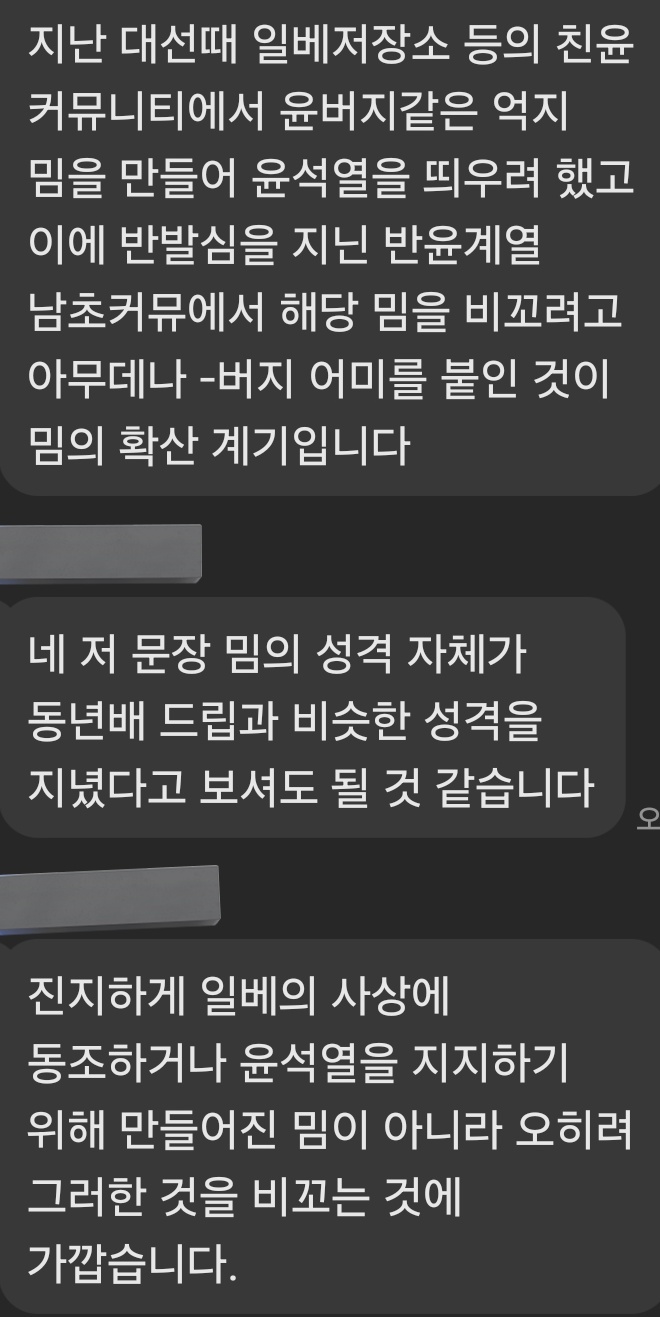 지난 대선때 일베저장소 등의 친윤
커뮤니티에서 윤버지같은 억지
밈을 만들어 윤석열을 띄우려 했고
이에 반발심을 지닌 반윤계열
남초커뮤에서 해당 밈을 비꼬려고
아무데나 -버지 어미를 붙인 것이
밈의 확산 계기입니다
네 저 문장 밈의 성격 자체가
동년배 드립과 비슷한 성격을
지녔다고 보셔도 될 것 같습니다
오
진지하게 일베의 사상에
동조하거나 윤석열을 지지하기
위해 만들어진 밈이 아니라 오히려
그러한 것을 비꼬는 것에
가깝습니다.